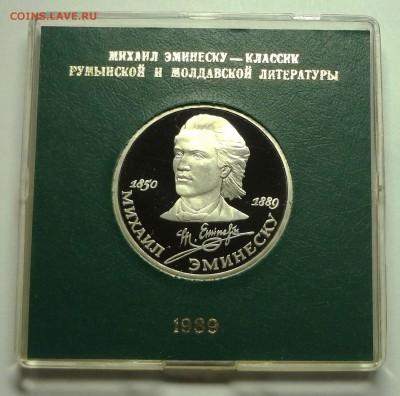 COINS.LAVE.RU
МИХАИЛ ЭМИНЕСКУ—КЛАССИК
РУМЫНСКОЙ И МОЛДАВСКОЙ ЛИТЕРАТУРЫ
1850
1889
МИХАИЛ ЭМИНЕСКУ
1989